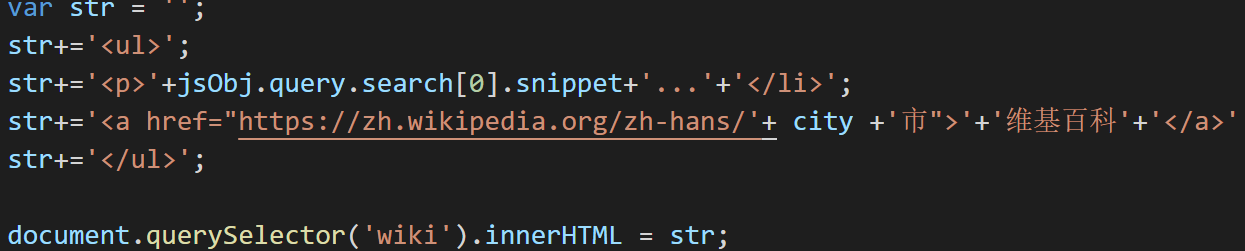 var str = '';
str+='<ul>';
str+='<p>'+jsObj.query.search[0].snippet+'...'+'</li>';
str+='<a href="https://zh.wikipedia.org/zh-hans/'+ city +'市">'+'维基百科'+'</a>'
str+='</ul>';
document.querySelector('wiki').innerHTML = str;